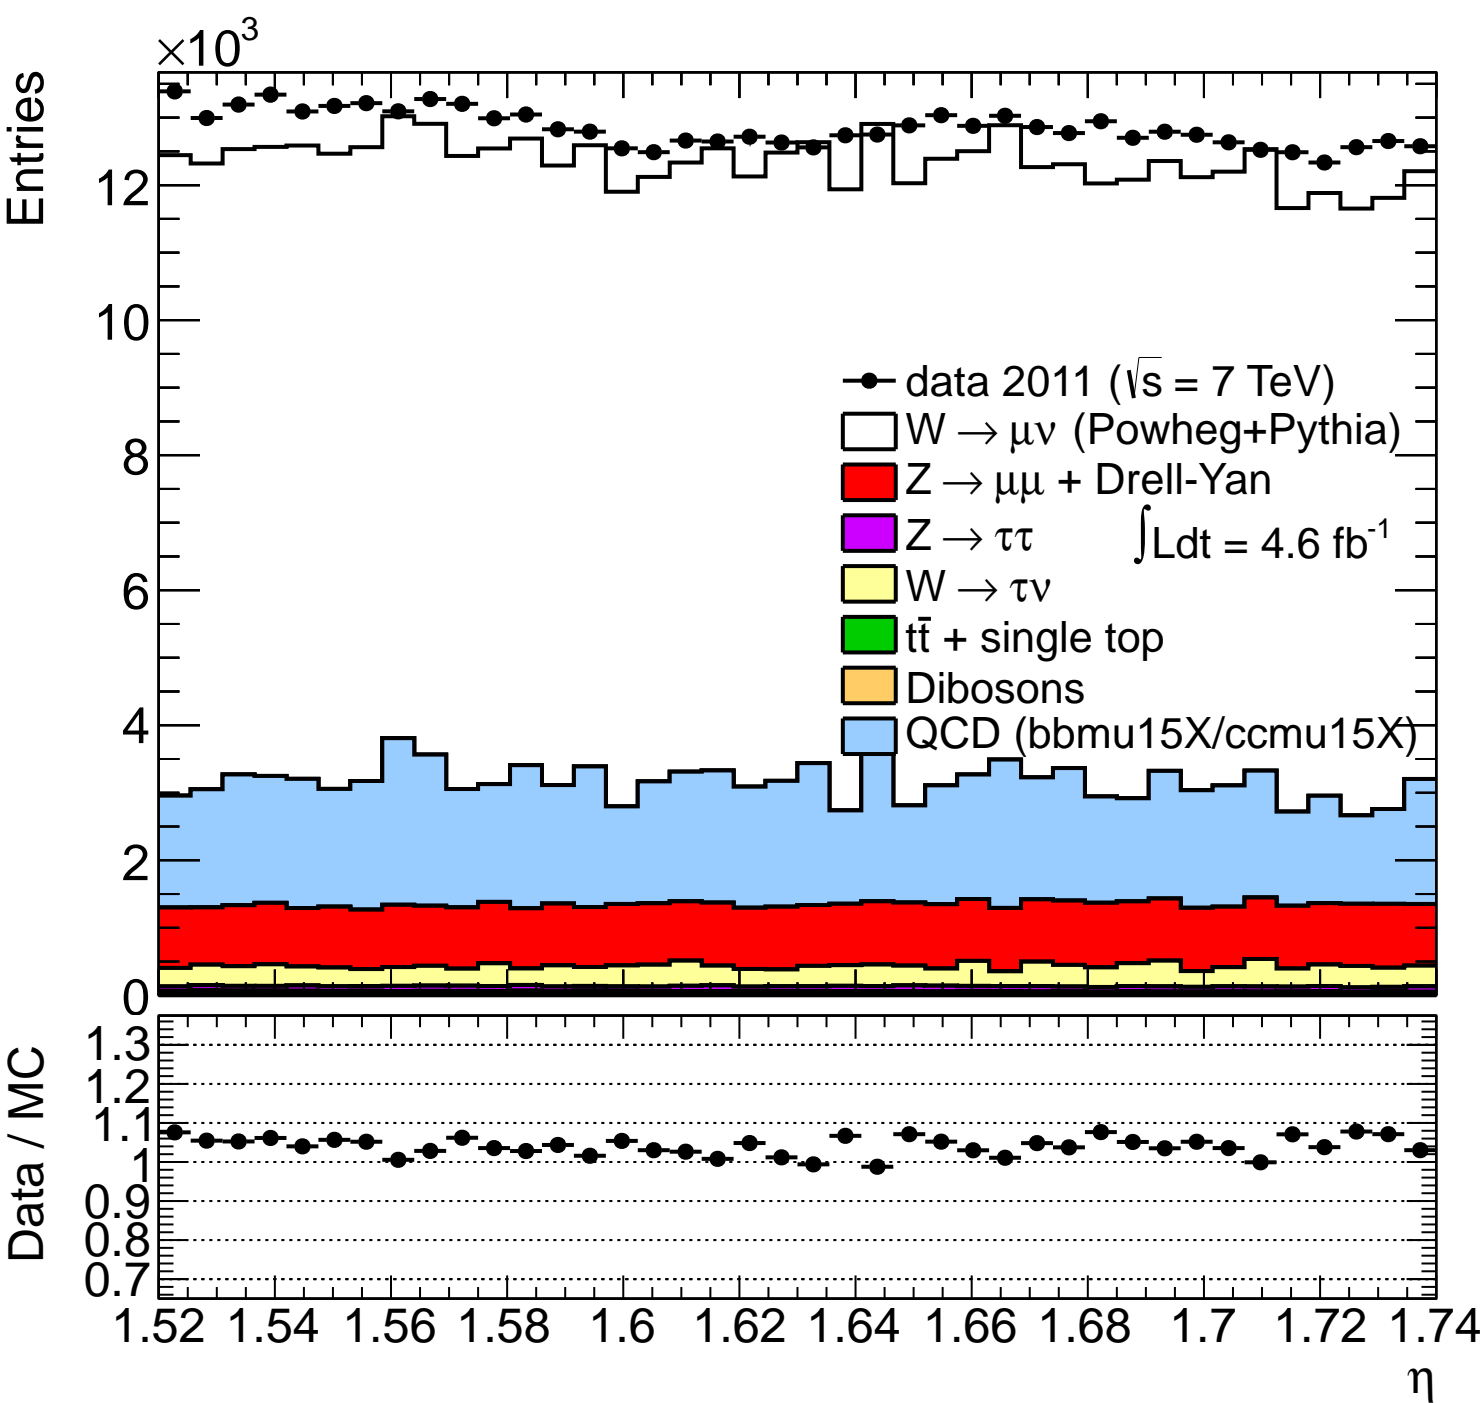 ×10³
Entries
12
10
8
6
4
2
0
data 2011 (√s = 7 TeV)
W → μν (Powheg+Pythia)
Z → μμ + Drell-Yan
Z → ττ
∫Ldt = 4.6 fb⁻¹
W → τν
tt̄ + single top
Dibosons
QCD (bbmu15X/ccmu15X)
Data / MC
1.3
1.2
1.1
1
0.9
0.8
0.7
1.52 1.54 1.56 1.58 1.6 1.62 1.64 1.66 1.68 1.7 1.72 1.74
η